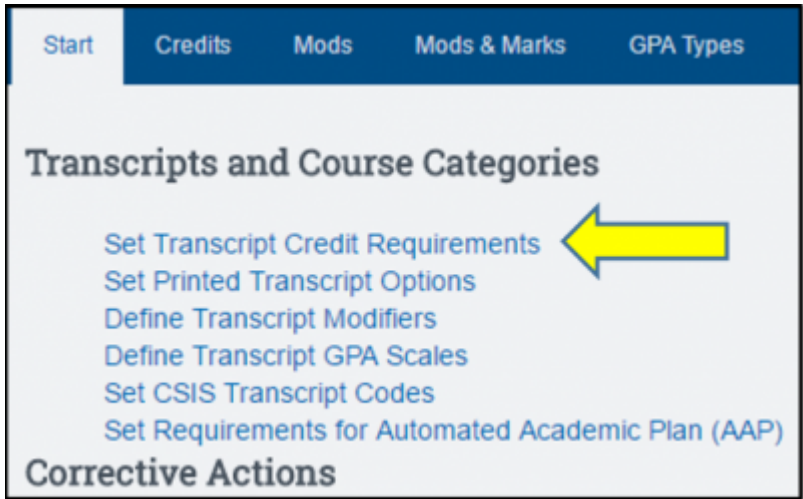 Start Credits Mods Mods & Marks GPA Types
Transcripts and Course Categories
Set Transcript Credit Requirements
Set Printed Transcript Options
Define Transcript Modifiers
Define Transcript GPA Scales
Set CSIS Transcript Codes
Set Requirements for Automated Academic Plan (AAP)
Corrective Actions